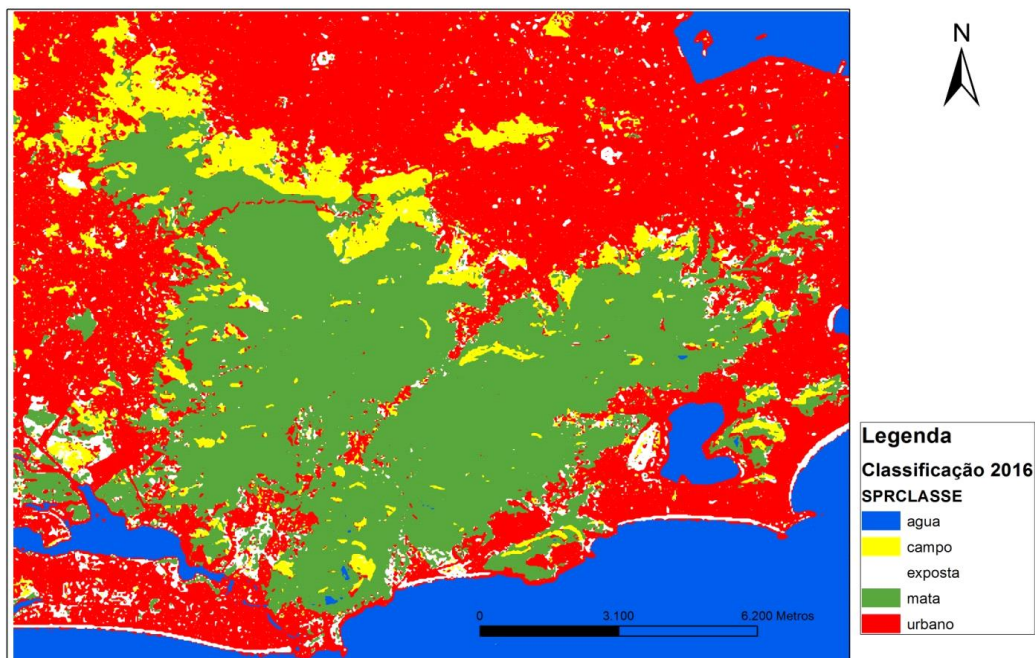 N
Legenda
Classificação 2016
SPRCLASSE
agua
campo
exposta
mata
urbano
0 3.100 6.200 Metros